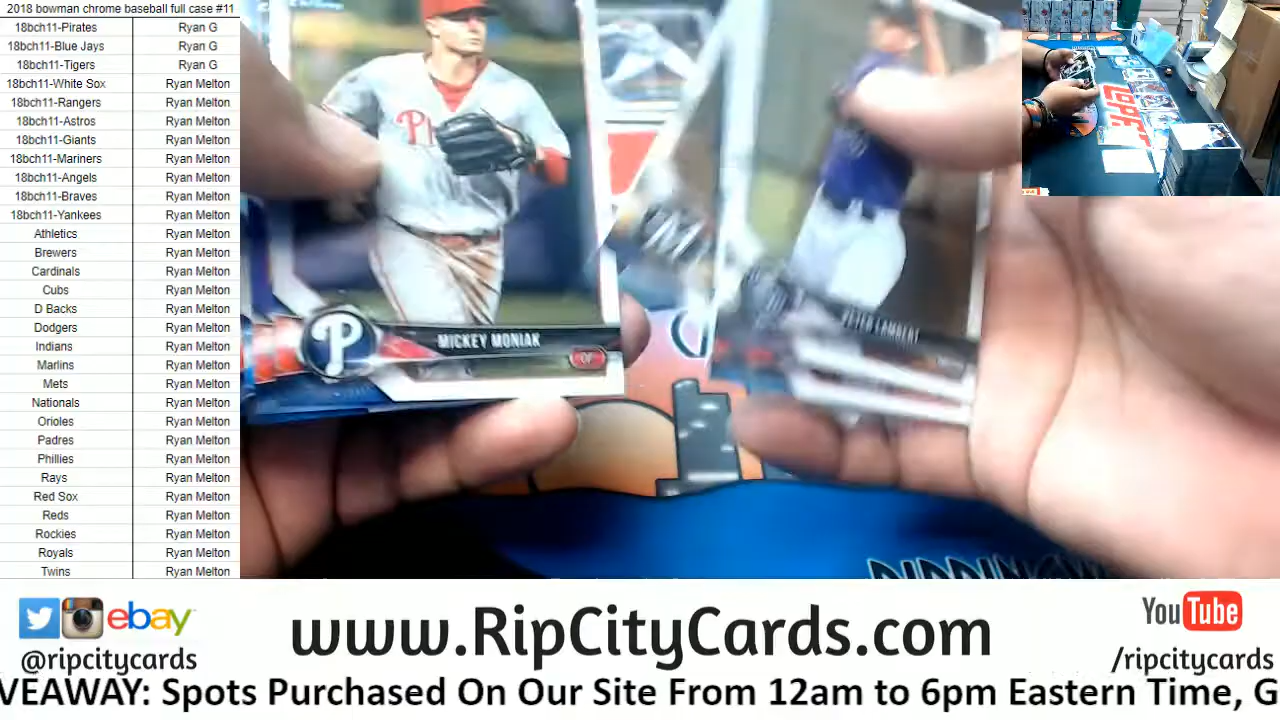 2018 bowman chrome baseball full case #11
18bch11-Pirates Ryan G
18bch11-Blue Jays Ryan G
18bch11-Tigers Ryan G
18bch11-White Sox Ryan Melton
18bch11-Rangers Ryan Melton
18bch11-Astros Ryan Melton
18bch11-Giants Ryan Melton
18bch11-Mariners Ryan Melton
18bch11-Angels Ryan Melton
18bch11-Braves Ryan Melton
18bch11-Yankees Ryan Melton
Athletics Ryan Melton
Brewers Ryan Melton
Cardinals Ryan Melton
Cubs Ryan Melton
D Backs Ryan Melton
Dodgers Ryan Melton
Indians Ryan Melton
Marlins Ryan Melton
Mets Ryan Melton
Nationals Ryan Melton
Orioles Ryan Melton
Padres Ryan Melton
Phillies Ryan Melton
Rays Ryan Melton
Red Sox Ryan Melton
Reds Ryan Melton
Rockies Ryan Melton
Royals Ryan Melton
Twins Ryan Melton
P
MICKEY MONIAK
OF
PETER LAMBERT
ebay
@ripcitycards
www.RipCityCards.com
YouTube
/ripcitycards
VEAWAY: Spots Purchased On Our Site From 12am to 6pm Eastern Time, G